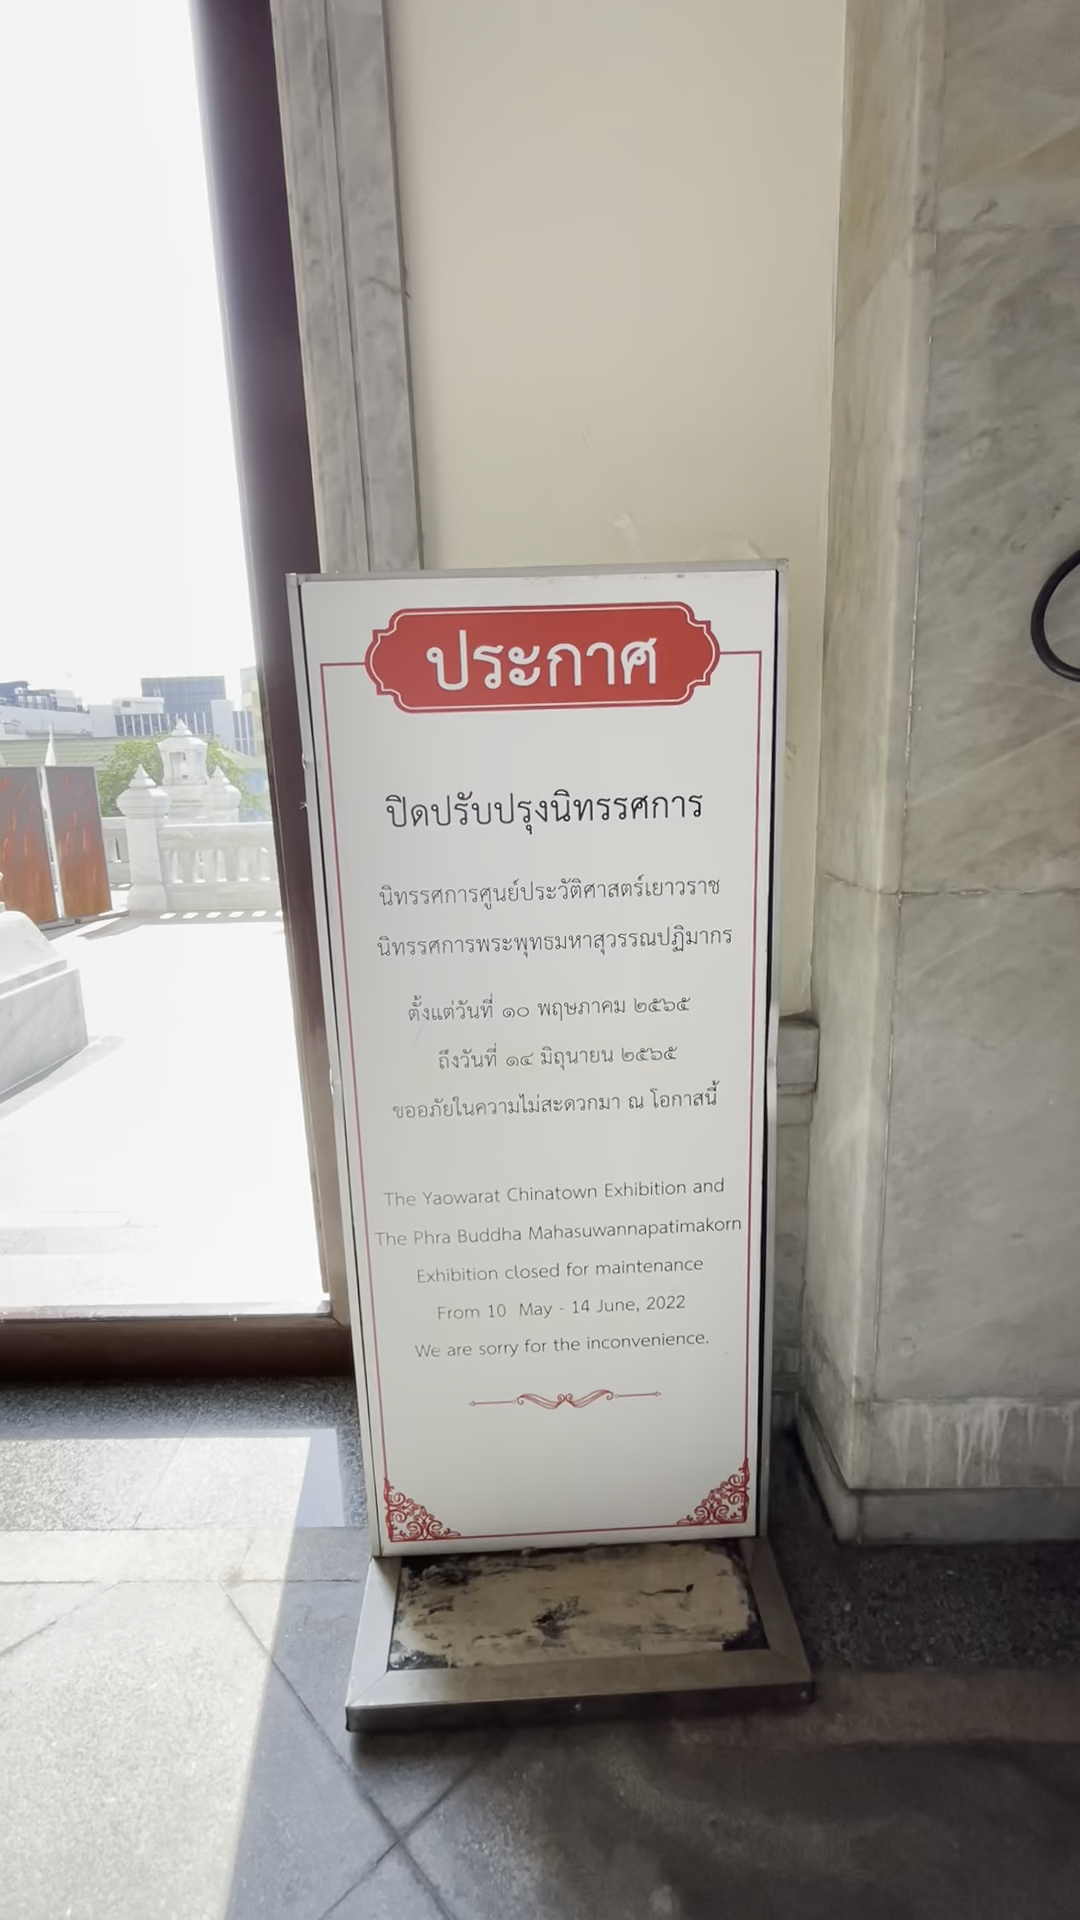 ประกาศ
ปิดปรับปรุงนิทรรศการ
นิทรรศการศูนย์ประวัติศาสตร์เยาวราช
นิทรรศการพระพุทธมหาสุวรรณปฏิมากร
ตั้งแต่วันที่ ๑๐ พฤษภาคม ๒๕๖๕
ถึงวันที่ ๑๔ มิถุนายน ๒๕๖๕
ขออภัยในความไม่สะดวกมา ณ โอกาสนี้
The Yaowarat Chinatown Exhibition and
The Phra Buddha Mahasuwannapatimakorn
Exhibition closed for maintenance
From 10 May - 14 June, 2022
We are sorry for the inconvenience.